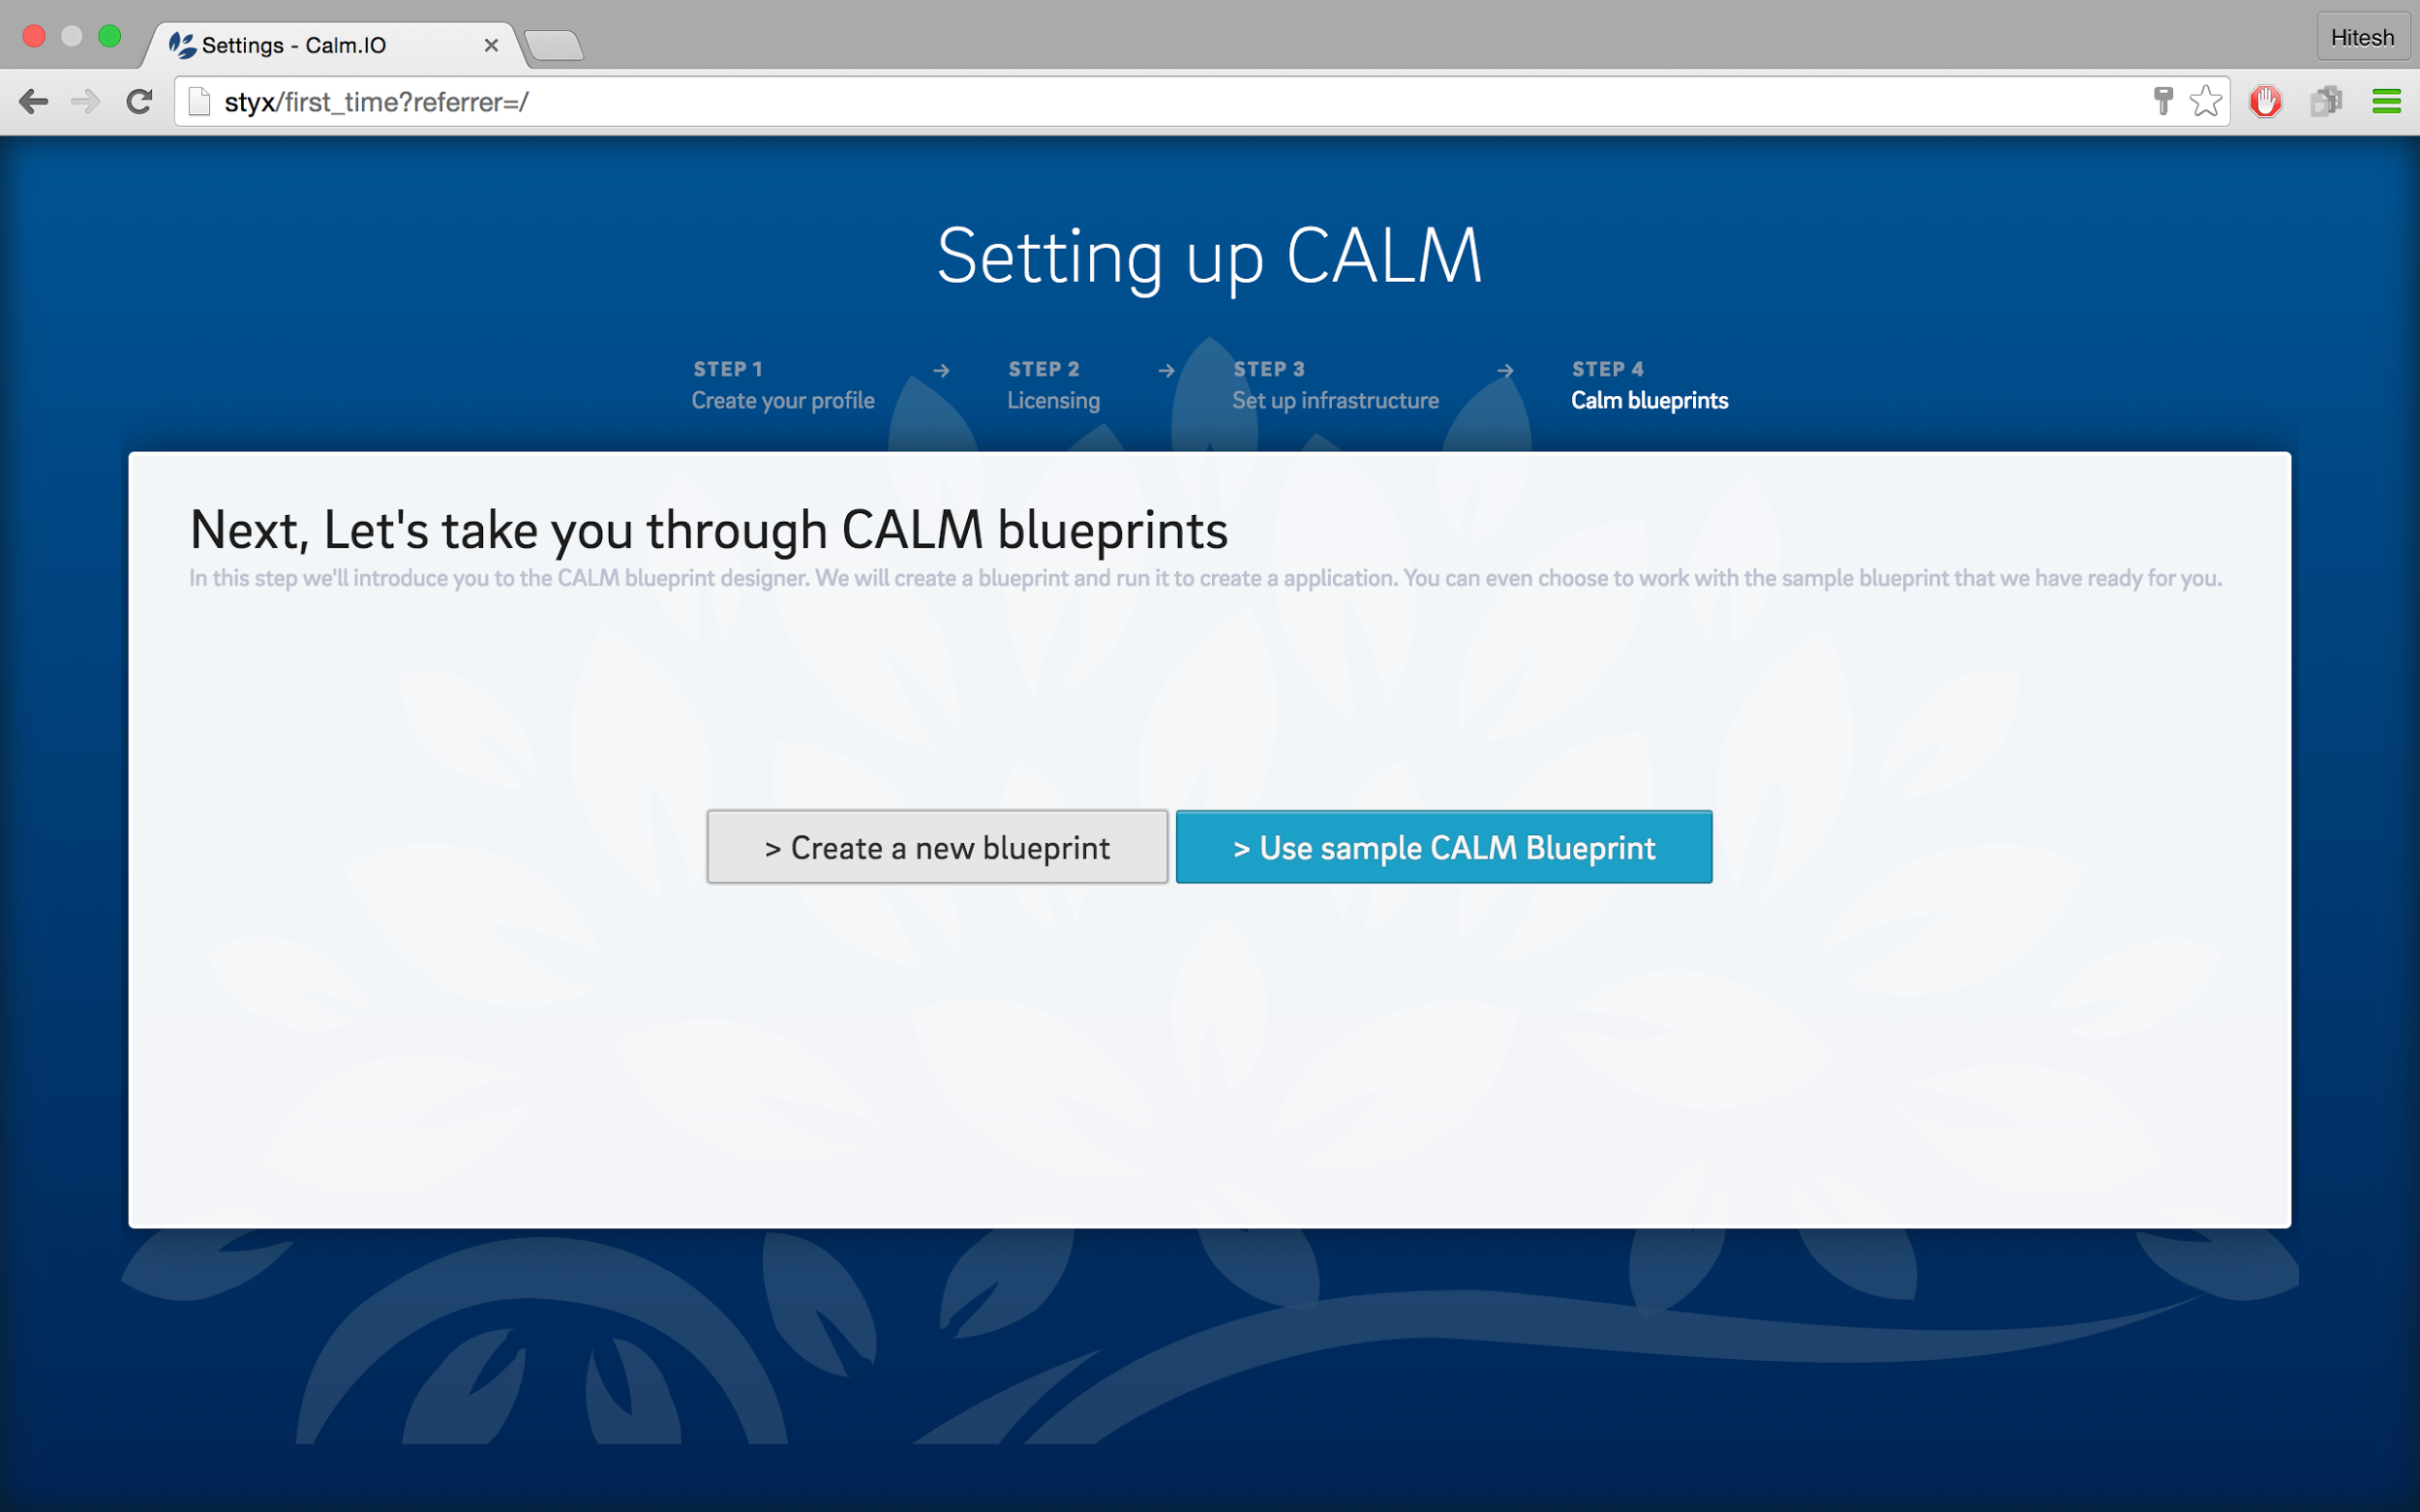 Settings - Calm.IO
Hitesh
styx/first_time?referrer=/
Setting up CALM
STEP 1 → STEP 2 → STEP 3 → STEP 4
Create your profile Licensing Set up infrastructure Calm blueprints
Next, Let's take you through CALM blueprints
In this step we'll introduce you to the CALM blueprint designer. We will create a blueprint and run it to create a application. You can even choose to work with the sample blueprint that we have ready for you.
> Create a new blueprint > Use sample CALM Blueprint